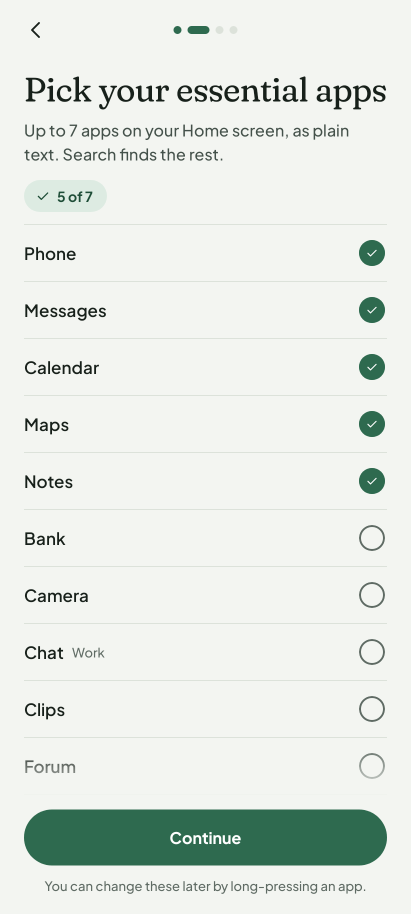 Pick your essential apps
Up to 7 apps on your Home screen, as plain
text. Search finds the rest.
5 of 7
Phone
Messages
Calendar
Maps
Notes
Bank
Camera
Chat Work
Clips
Forum
Continue
You can change these later by long-pressing an app.